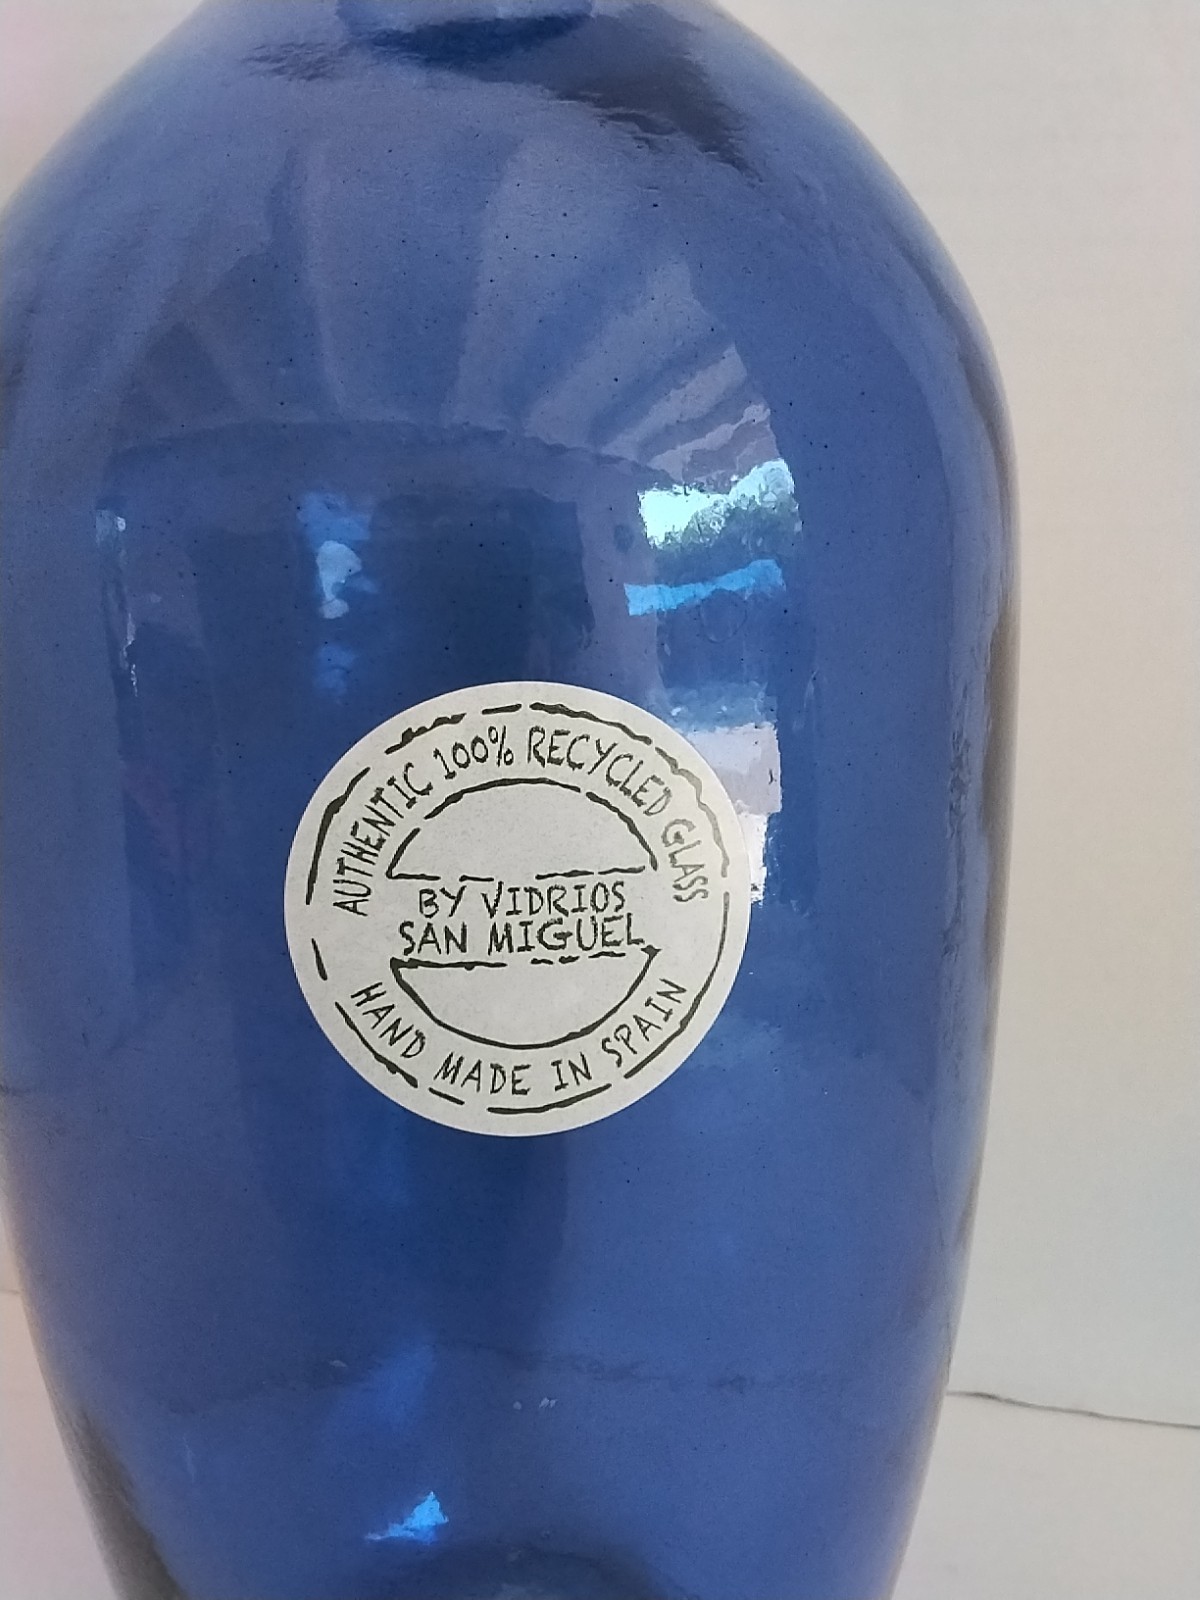 AUTHENTIC 100% RECYCLED GLASS
BY VIDRIOS
SAN MIGUEL
HAND MADE IN SPAIN